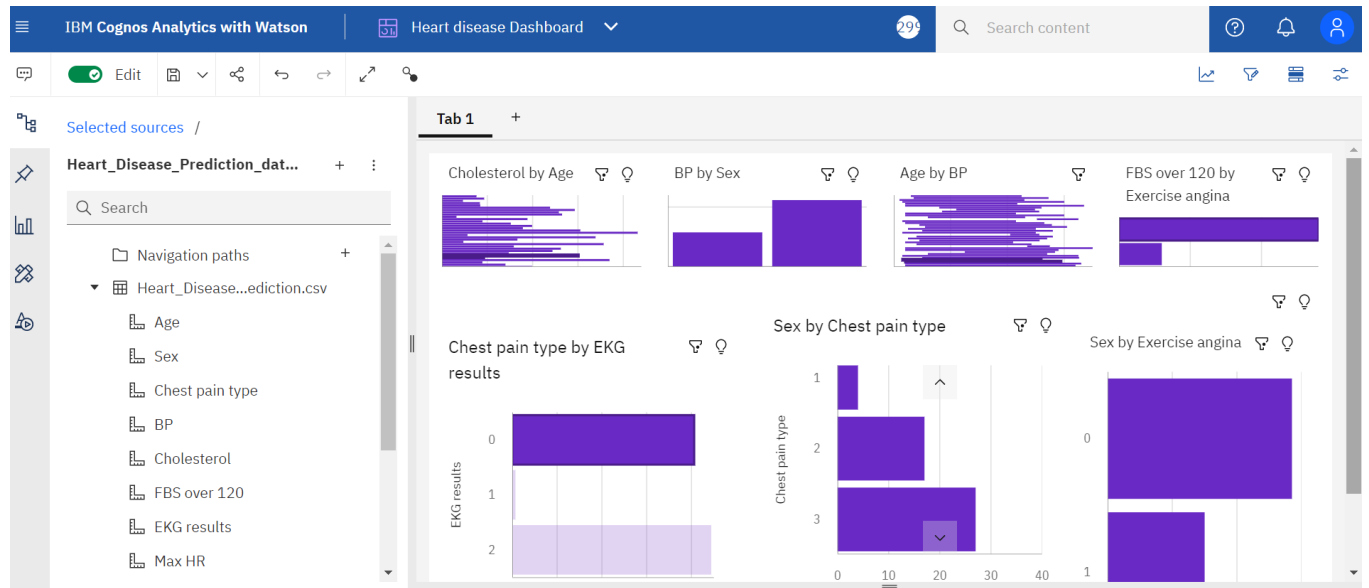 IBM Cognos Analytics with Watson
Heart disease Dashboard
299
Search content
Edit
Selected sources /
Heart_Disease_Prediction_dat...
Search
Navigation paths
Heart_Disease...ediction.csv
Age
Sex
Chest pain type
BP
Cholesterol
FBS over 120
EKG results
Max HR
Tab 1
Cholesterol by Age
BP by Sex
Age by BP
FBS over 120 by
Exercise angina
Chest pain type by EKG
results
EKG results
0
1
2
Sex by Chest pain type
Chest pain type
1
2
3
0 10 20 30 40
Sex by Exercise angina
0
1